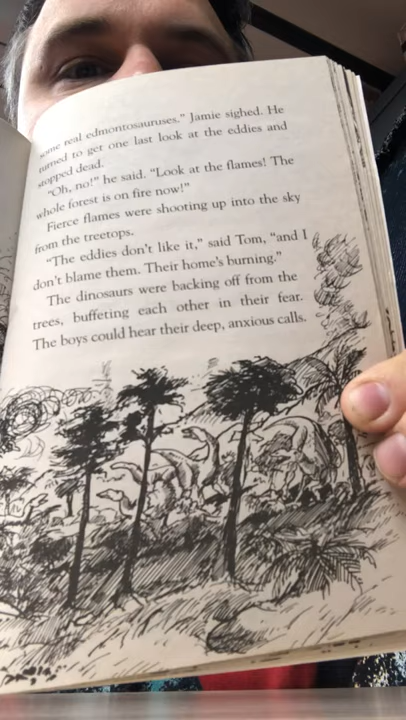 some real edmontosauruses.” Jamie sighed. He
turned to get one last look at the eddies and
stopped dead.
“Oh, no!” he said. “Look at the flames! The
whole forest is on fire now!”
Fierce flames were shooting up into the sky
from the treetops.
“The eddies don’t like it,” said Tom, “and I
don’t blame them. Their home’s burning.”
The dinosaurs were backing off from the
trees, buffeting each other in their fear.
The boys could hear their deep, anxious calls.